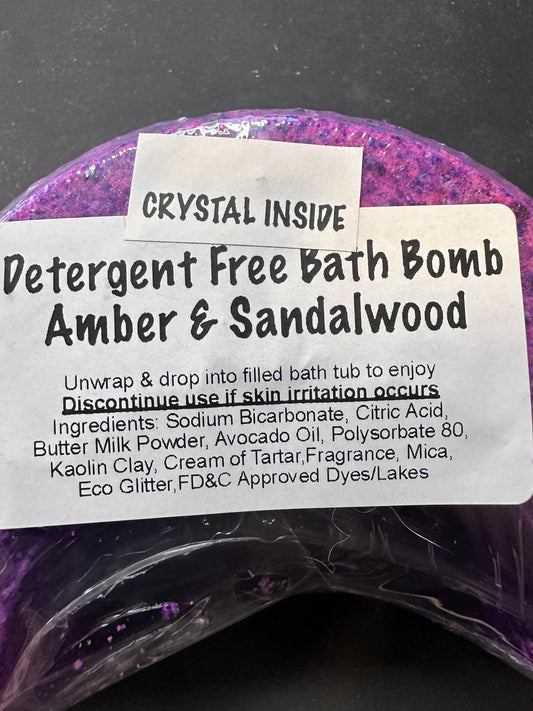 CRYSTAL INSIDE
Detergent Free Bath Bomb
Amber & Sandalwood
Unwrap & drop into filled bath tub to enjoy
Discontinue use if skin irritation occurs
Ingredients: Sodium Bicarbonate, Citric Acid,
Butter Milk Powder, Avocado Oil, Polysorbate 80,
Kaolin Clay, Cream of Tartar,Fragrance, Mica,
Eco Glitter,FD&C Approved Dyes/Lakes